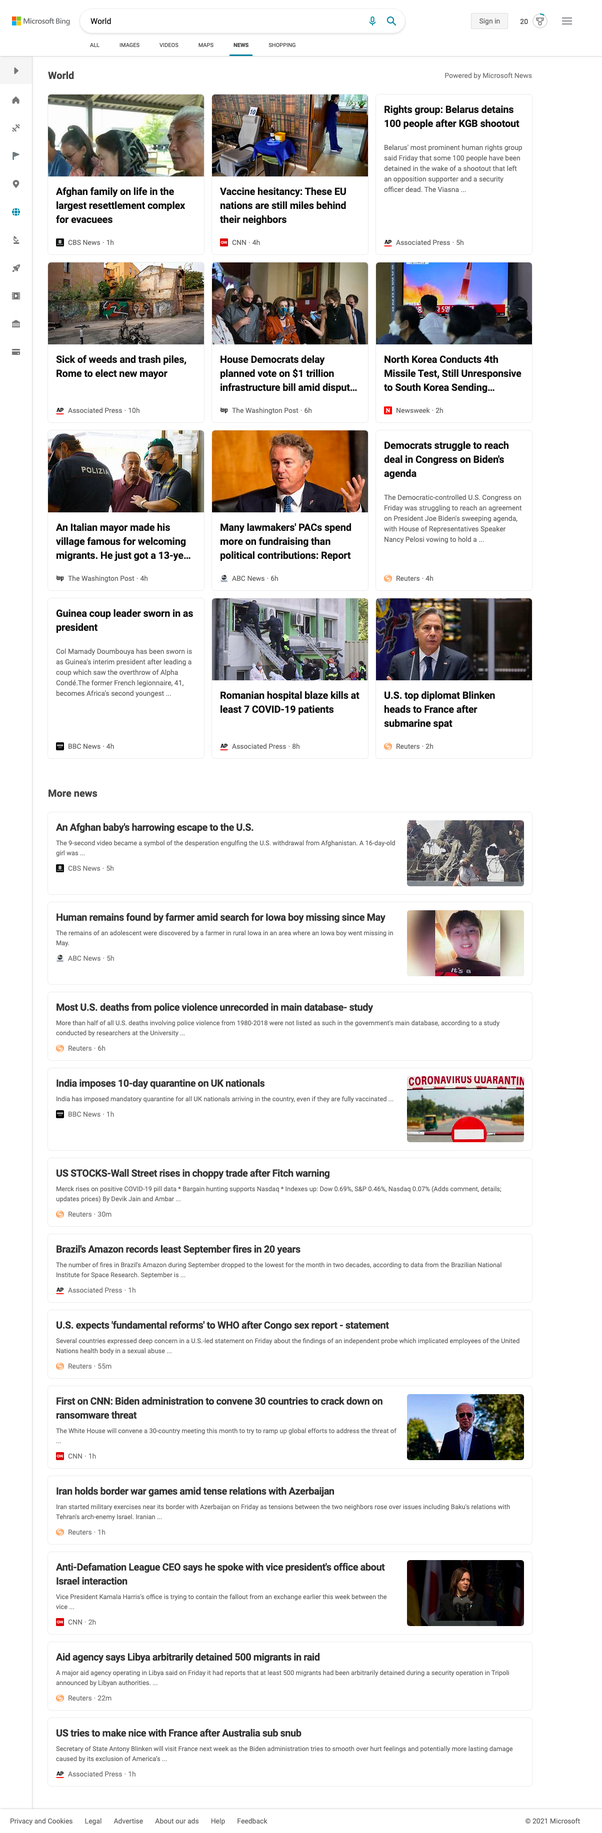 Microsoft Bing
World
Sign in
20
ALL IMAGES VIDEOS MAPS NEWS SHOPPING
World
Powered by Microsoft News
Afghan family on life in the
largest resettlement complex
for evacuees
CBS News · 1h
Vaccine hesitancy: These EU
nations are still miles behind
their neighbors
CNN · 4h
Rights group: Belarus detains
100 people after KGB shootout
Belarus' most prominent human rights group
said Friday that some 100 people have been
detained in the wake of a shootout that left
an opposition supporter and a security
officer dead. The Viasna ...
Associated Press · 5h
Sick of weeds and trash piles,
Rome to elect new mayor
Associated Press · 10h
House Democrats delay
planned vote on $1 trillion
infrastructure bill amid disput...
The Washington Post · 6h
North Korea Conducts 4th
Missile Test, Still Unresponsive
to South Korea Sending...
Newsweek · 2h
POLIZIA
An Italian mayor made his
village famous for welcoming
migrants. He just got a 13-ye...
The Washington Post · 4h
Many lawmakers' PACs spend
more on fundraising than
political contributions: Report
ABC News · 6h
Democrats struggle to reach
deal in Congress on Biden's
agenda
The Democratic-controlled U.S. Congress on
Friday was struggling to reach an agreement
on President Joe Biden's sweeping agenda,
with House of Representatives Speaker
Nancy Pelosi vowing to hold a ...
Reuters · 4h
Guinea coup leader sworn in as
president
Col Mamady Doumbouya has been sworn is
as Guinea's interim president after leading a
coup which saw the overthrow of Alpha
Condé.The former French legionnaire, 41,
becomes Africa's second youngest ...
BBC News · 4h
Romanian hospital blaze kills at
least 7 COVID-19 patients
Associated Press · 8h
U.S. top diplomat Blinken
heads to France after
submarine spat
Reuters · 2h
More news
An Afghan baby's harrowing escape to the U.S.
The 9-second video became a symbol of the desperation engulfing the U.S. withdrawal from Afghanistan. A 16-day-old
girl was ...
CBS News · 5h
Human remains found by farmer amid search for Iowa boy missing since May
The remains of an adolescent were discovered by a farmer in rural Iowa in an area where an Iowa boy went missing in
May.
ABC News · 5h
It's a
Most U.S. deaths from police violence unrecorded in main database- study
More than half of all U.S. deaths involving police violence from 1980-2018 were not listed as such in the government's main database, according to a study
conducted by researchers at the University ...
Reuters · 6h
India imposes 10-day quarantine on UK nationals
India has imposed mandatory quarantine for all UK nationals arriving in the country, even if they are fully vaccinated ...
BBC News · 1h
CORONAVIRUS QUARANTIN
US STOCKS-Wall Street rises in choppy trade after Fitch warning
Merck rises on positive COVID-19 pill data * Bargain hunting supports Nasdaq * Indexes up: Dow 0.69%, S&P 0.46%, Nasdaq 0.07% (Adds comment, details;
updates prices) By Devik Jain and Ambar ...
Reuters · 30m
Brazil's Amazon records least September fires in 20 years
The number of fires in Brazil's Amazon during September dropped to the lowest for the month in two decades, according to data from the Brazilian National
Institute for Space Research. September is ...
Associated Press · 1h
U.S. expects 'fundamental reforms' to WHO after Congo sex report - statement
Several countries expressed deep concern in a U.S.-led statement on Friday about the findings of an independent probe which implicated employees of the United
Nations health body in a sexual abuse ...
Reuters · 55m
First on CNN: Biden administration to convene 30 countries to crack down on
ransomware threat
The White House will convene a 30-country meeting this month to try to ramp up global efforts to address the threat of
...
CNN · 1h
Iran holds border war games amid tense relations with Azerbaijan
Iran started military exercises near its border with Azerbaijan on Friday as tensions between the two neighbors rose over issues including Baku's relations with
Tehran's arch-enemy Israel. Iranian ...
Reuters · 1h
Anti-Defamation League CEO says he spoke with vice president's office about
Israel interaction
Vice President Kamala Harris's office is trying to contain the fallout from an exchange earlier this week between the
vice ...
CNN · 2h
Aid agency says Libya arbitrarily detained 500 migrants in raid
A major aid agency operating in Libya said on Friday it had reports that at least 500 migrants had been arbitrarily detained during a security operation in Tripoli
announced by Libyan authorities. ...
Reuters · 22m
US tries to make nice with France after Australia sub snub
Secretary of State Antony Blinken will visit France next week as the Biden administration tries to smooth over hurt feelings and potentially more lasting damage
caused by its exclusion of America's ...
Associated Press · 1h
Privacy and Cookies Legal Advertise About our ads Help Feedback
© 2021 Microsoft